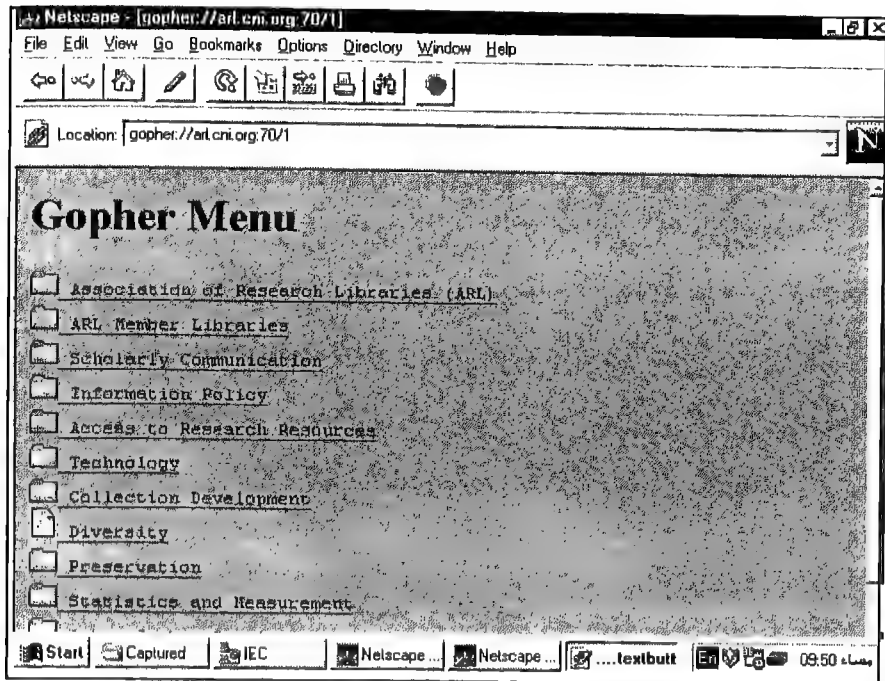 Netscape - [gopher://arl.cni.org:70/1]
File Edit View Go Bookmarks Options Directory Window Help
Location: gopher://arl.cni.org:70/1
N
Gopher Menu
Association of Research Libraries (ARL)
ARL Member Libraries
Scholarly Communication
Information Policy
Access to Research Resources
Technology
Collection Development
Diversity
Preservation
Statistics and Measurement
Start Captured IEC Netscape ... Netscape ... ....textbutt En 09:50 مساء